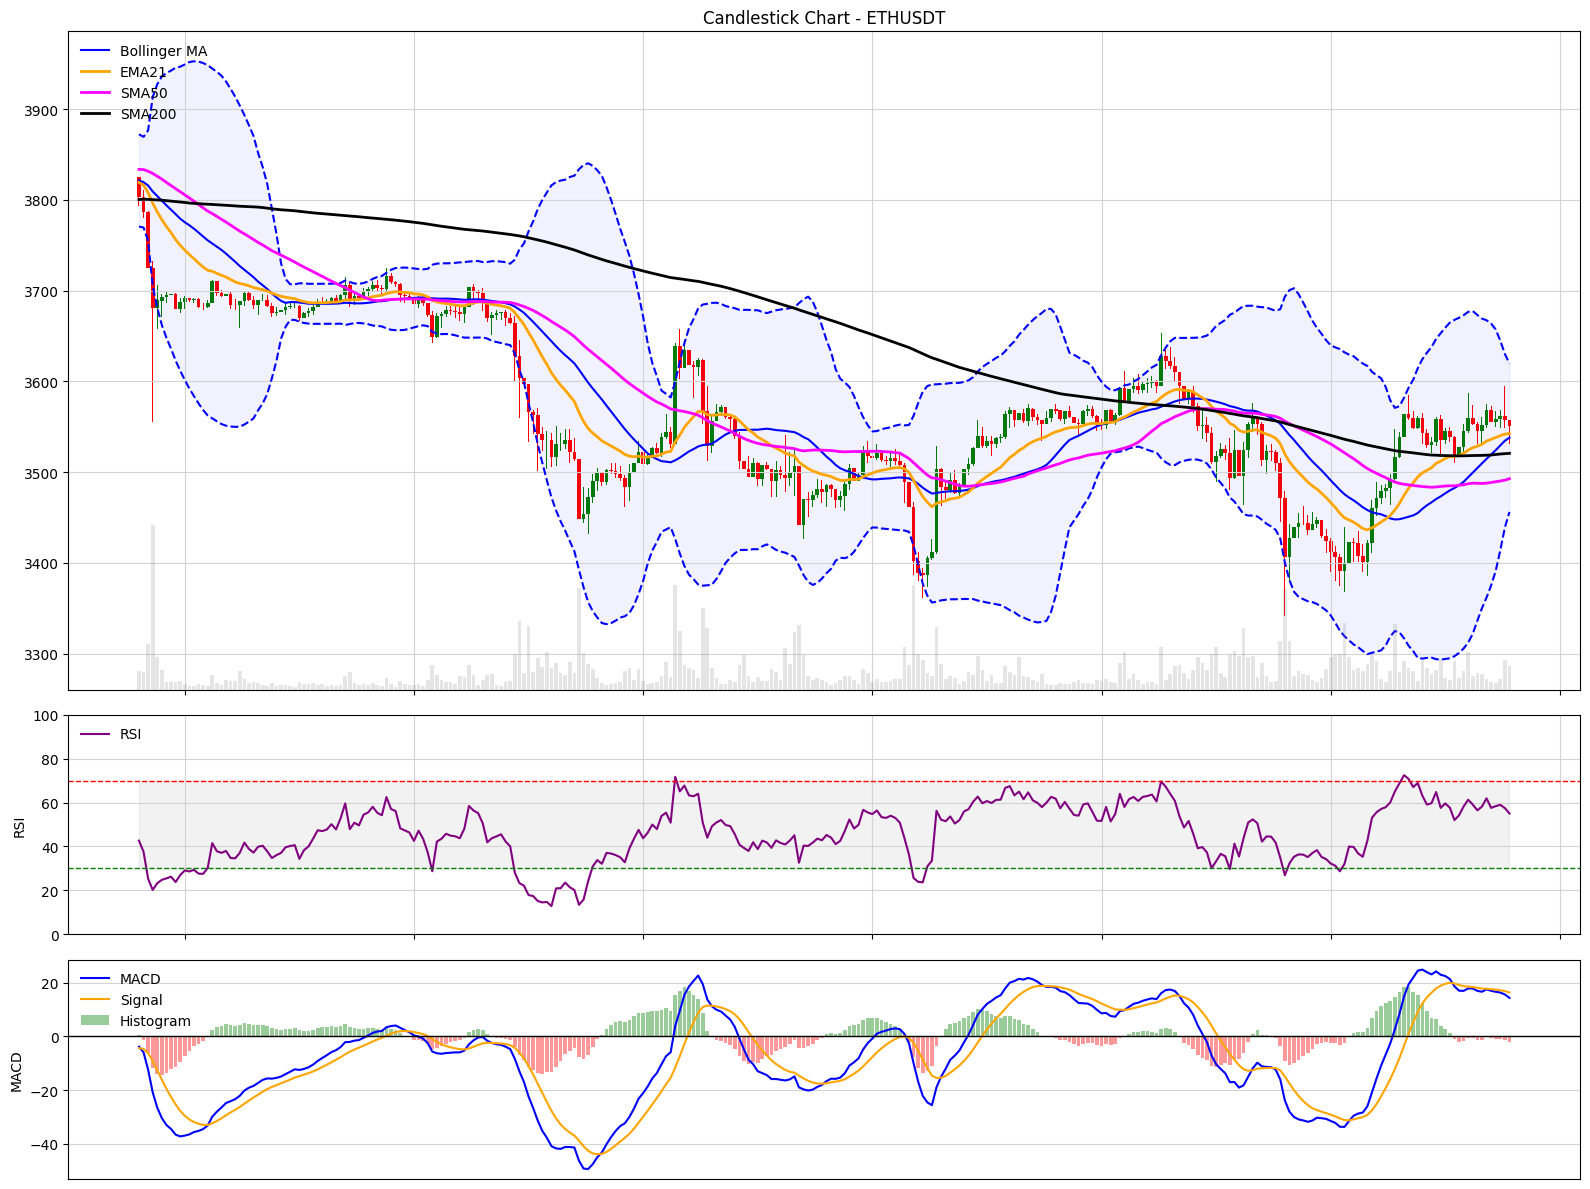 Candlestick Chart - ETHUSDT
Bollinger MA
EMA21
SMA50
SMA200
3900
3800
3700
3600
3500
3400
3300
RSI
100
80
60
40
20
0
RSI
MACD
Signal
Histogram
20
0
−20
−40
MACD